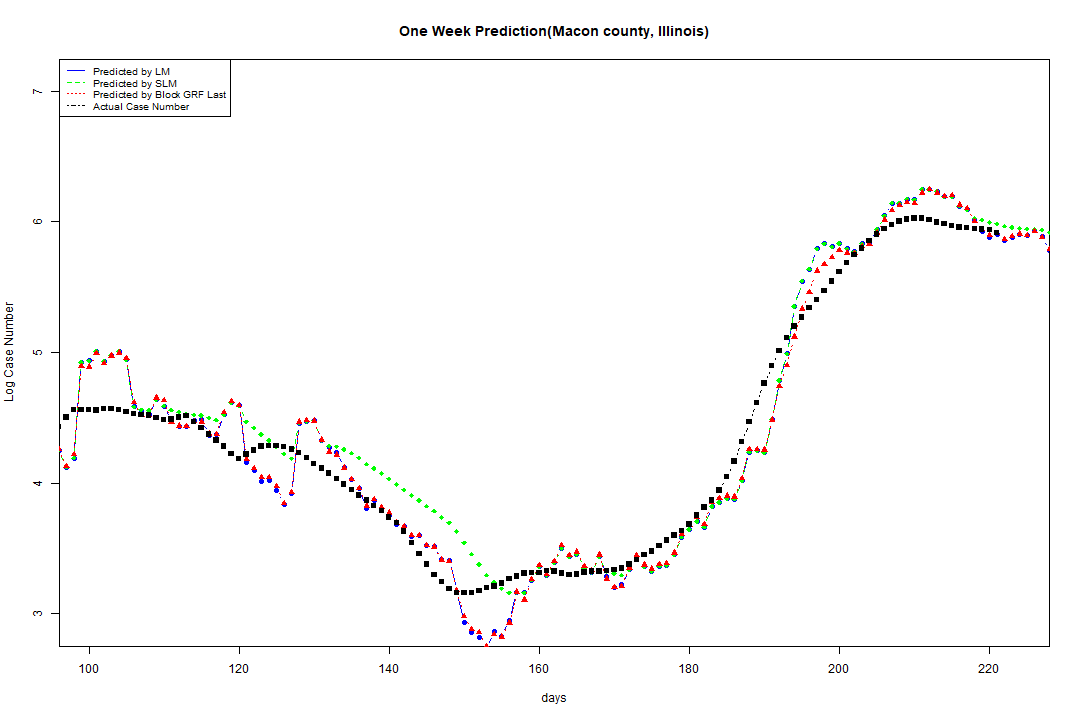 One Week Prediction(Macon county, Illinois)
Predicted by LM
Predicted by SLM
Predicted by Block GRF Last
Actual Case Number
7
6
5
4
3
Log Case Number
100 120 140 160 180 200 220
days